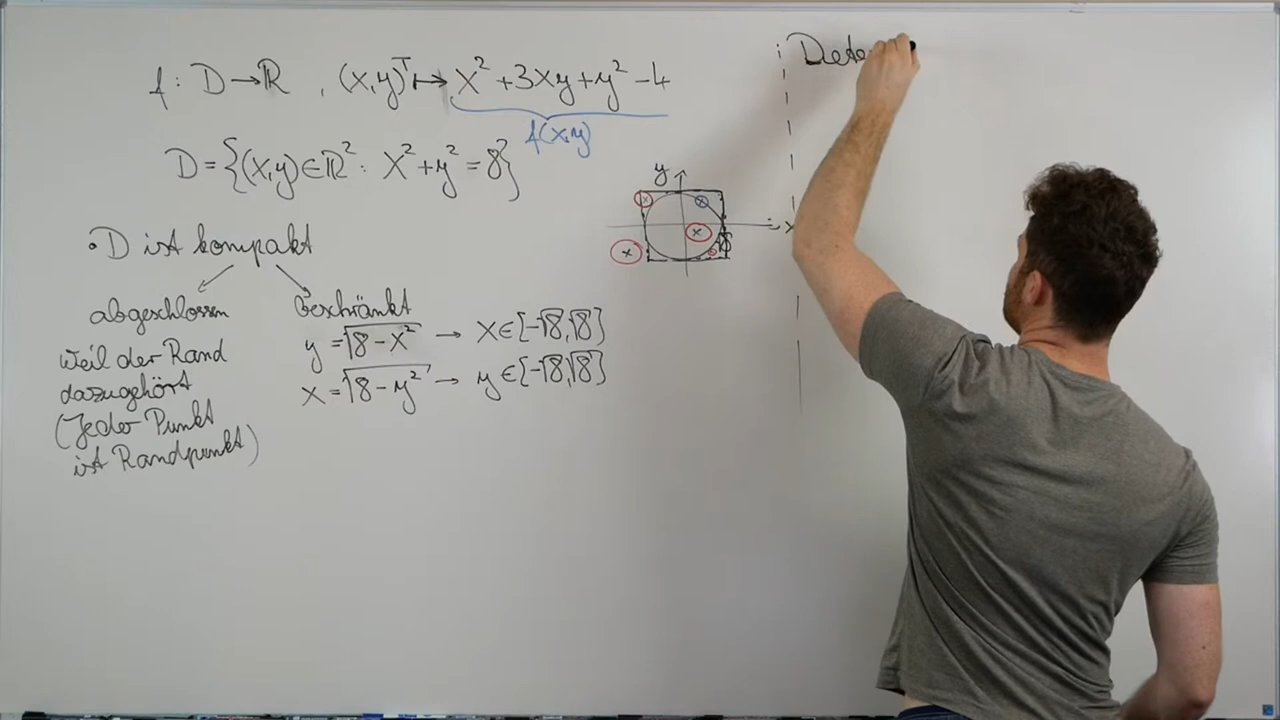 f: D→ℝ , (x,y)ᵀ ↦ x² + 3xy + y² − 4
f(x,y)
D = {(x,y) ∈ ℝ² : x² + y² = 8}
y
x
• D ist kompakt
abgeschlossen
weil der Rand
dazugehört
(Jeder Punkt
ist Randpunkt)
beschränkt
y = √(8 − x²) → x ∈ [−√8, √8]
x = √(8 − y²) → y ∈ [−√8, √8]
√8
Dete